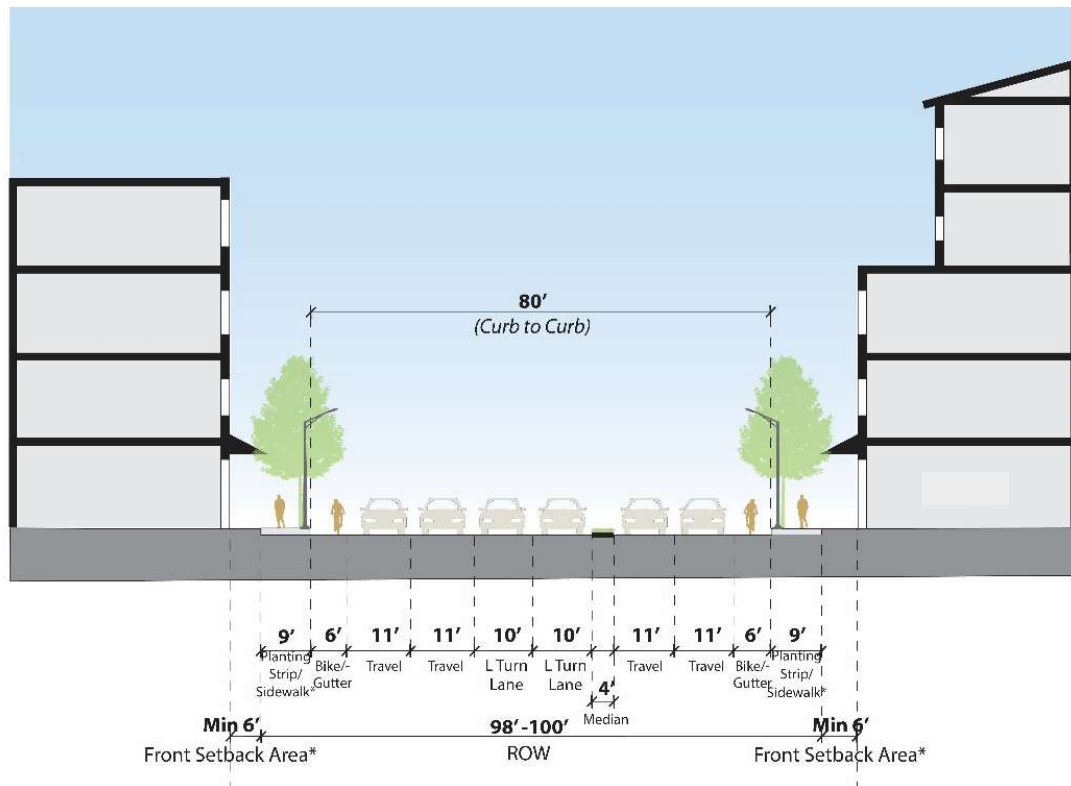 80’
(Curb to Curb)
9’ 6’ 11’ 11’ 10’ 10’ 11’ 11’ 6’ 9’
Planting Strip/ Sidewalk*
Bike/- Gutter
Travel
Travel
L Turn Lane
L Turn Lane
4’
Median
Travel
Travel
Bike/- Gutter
Planting Strip/ Sidewalk*
Min 6’ 98’-100’ Min 6’
Front Setback Area* ROW Front Setback Area*